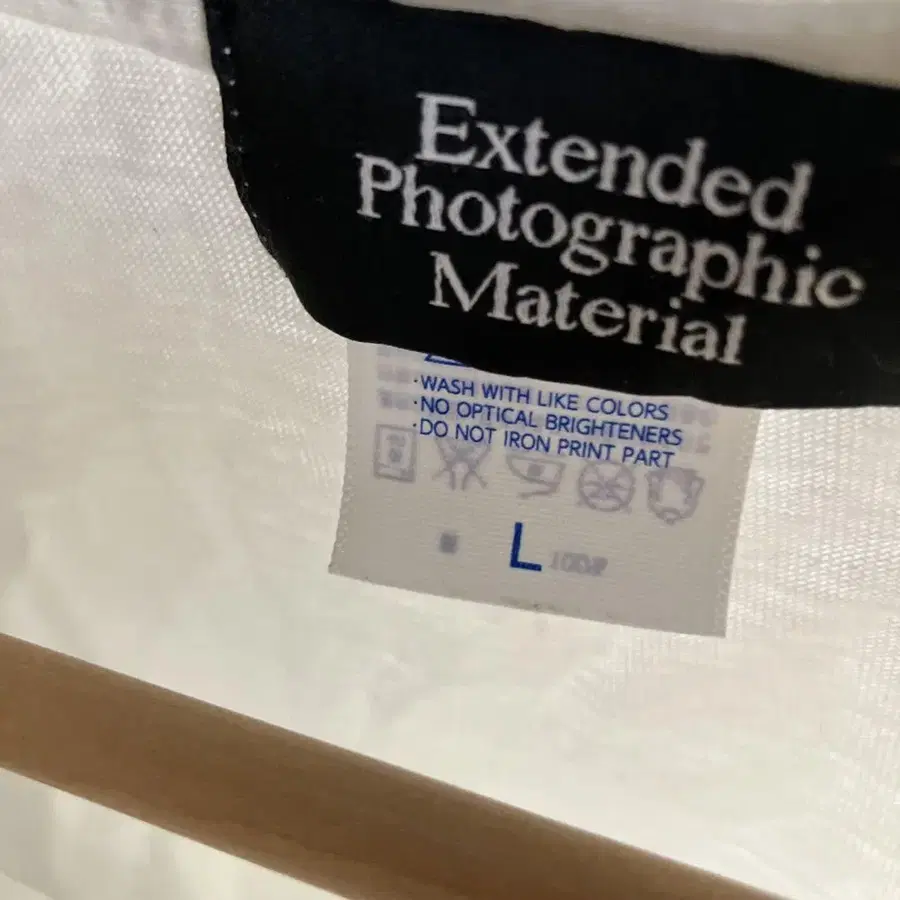 Extended
Photographic
Material
·WASH WITH LIKE COLORS
·NO OPTICAL BRIGHTENERS
·DO NOT IRON PRINT PART
L